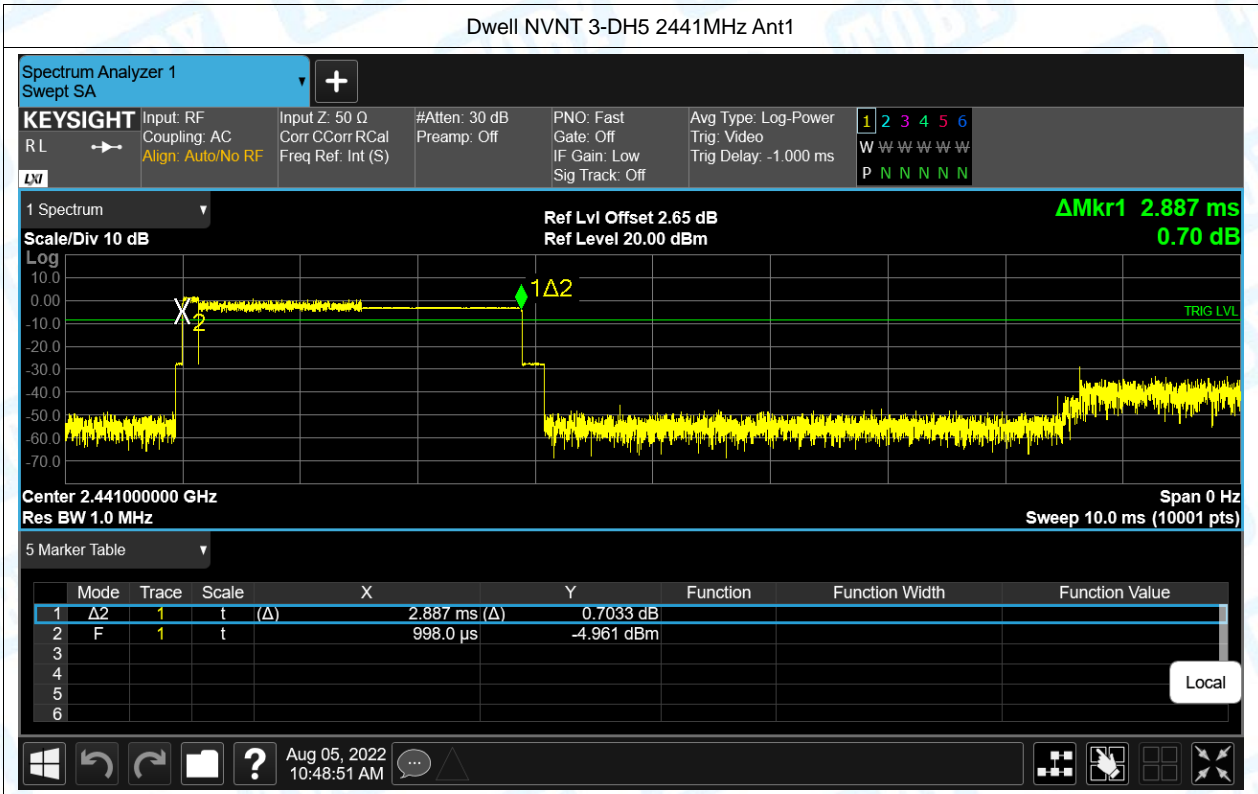 Dwell NVNT 3-DH5 2441MHz Ant1
Spectrum Analyzer 1
Swept SA
KEYSIGHT Input: RF Input Z: 50 Ω #Atten: 30 dB PNO: Fast Avg Type: Log-Power 1 2 3 4 5 6
RL Coupling: AC Corr CCorr RCal Preamp: Off Gate: Off Trig: Video W W W W W W
Align: Auto/No RF Freq Ref: Int (S) IF Gain: Low Trig Delay: -1.000 ms
LXI Sig Track: Off P N N N N N
1 Spectrum Ref Lvl Offset 2.65 dB ΔMkr1 2.887 ms
Scale/Div 10 dB Ref Level 20.00 dBm 0.70 dB
Log
10.0
1Δ2
0.00
X
2
TRIG LVL
-10.0
-20.0
-30.0
-40.0
-50.0
-60.0
-70.0
Center 2.441000000 GHz Span 0 Hz
Res BW 1.0 MHz Sweep 10.0 ms (10001 pts)
5 Marker Table
Mode Trace Scale X Y Function Function Width Function Value
1 Δ2 1 t (Δ) 2.887 ms (Δ) 0.7033 dB
2 F 1 t 998.0 µs -4.961 dBm
3
4
5
6
Local
? Aug 05, 2022
10:48:51 AM